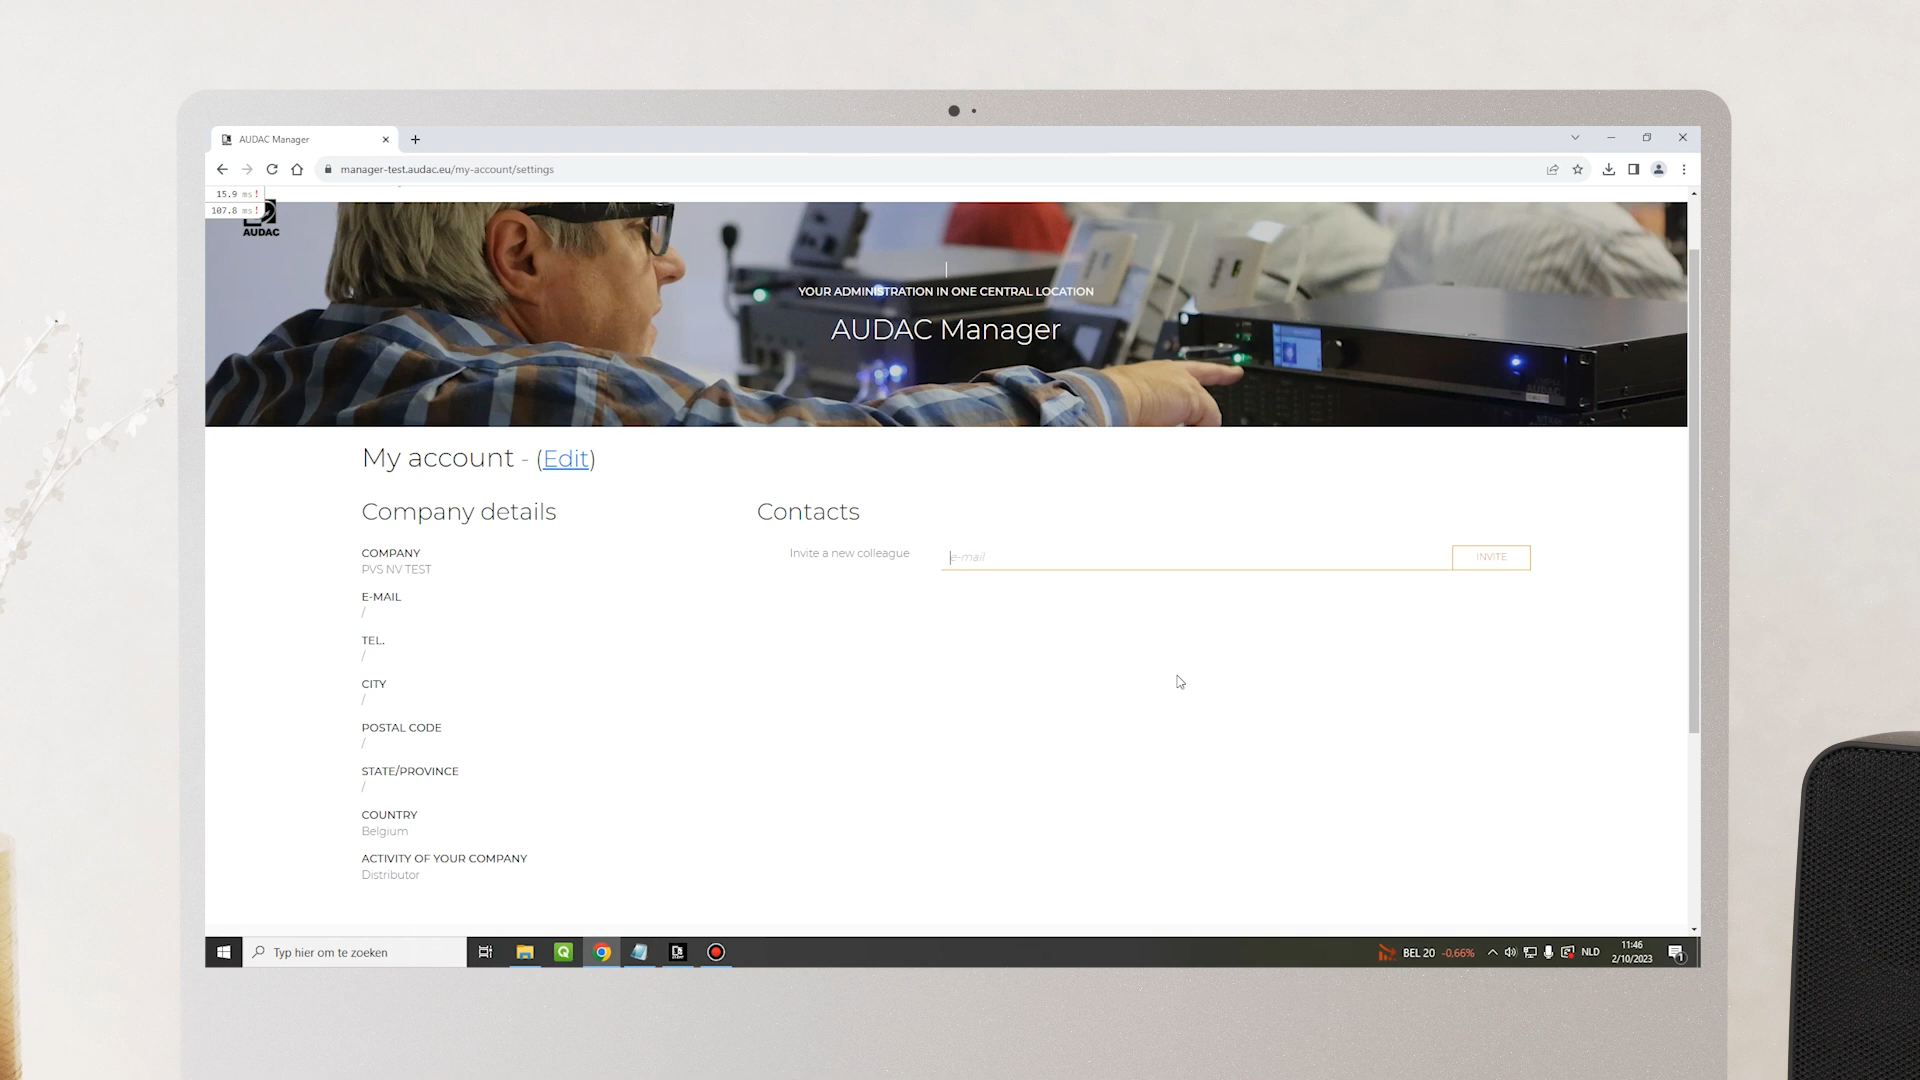 AUDAC Manager
manager-test.audac.eu/my-account/settings
15.9 ms!
107.8 ms!
AUDAC
YOUR ADMINISTRATION IN ONE CENTRAL LOCATION
AUDAC Manager
My account - (Edit)
Company details
Contacts
COMPANY
PVS NV TEST
Invite a new colleague
e-mail
INVITE
E-MAIL
/
TEL.
/
CITY
/
POSTAL CODE
/
STATE/PROVINCE
/
COUNTRY
Belgium
ACTIVITY OF YOUR COMPANY
Distributor
Typ hier om te zoeken
BEL 20 -0,66%
NLD
11:46
2/10/2023
1